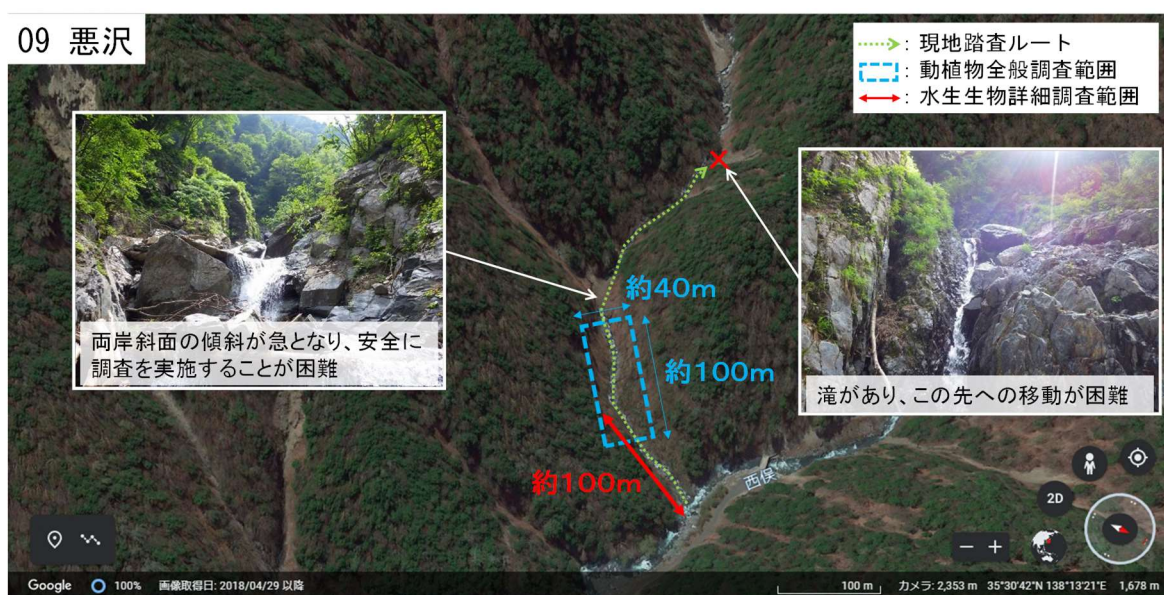 09 悪沢
‥‥>:現地踏査ルート
:動植物全般調査範囲
:水生生物詳細調査範囲
両岸斜面の傾斜が急となり、安全に
調査を実施することが困難
滝があり、この先への移動が困難
約40m
約100m
約100m
西俣
2D
Google
100%
画像取得日: 2018/04/29 以降
100 m
カメラ: 2,353 m
35°30'42"N 138°13'21"E
1,678 m